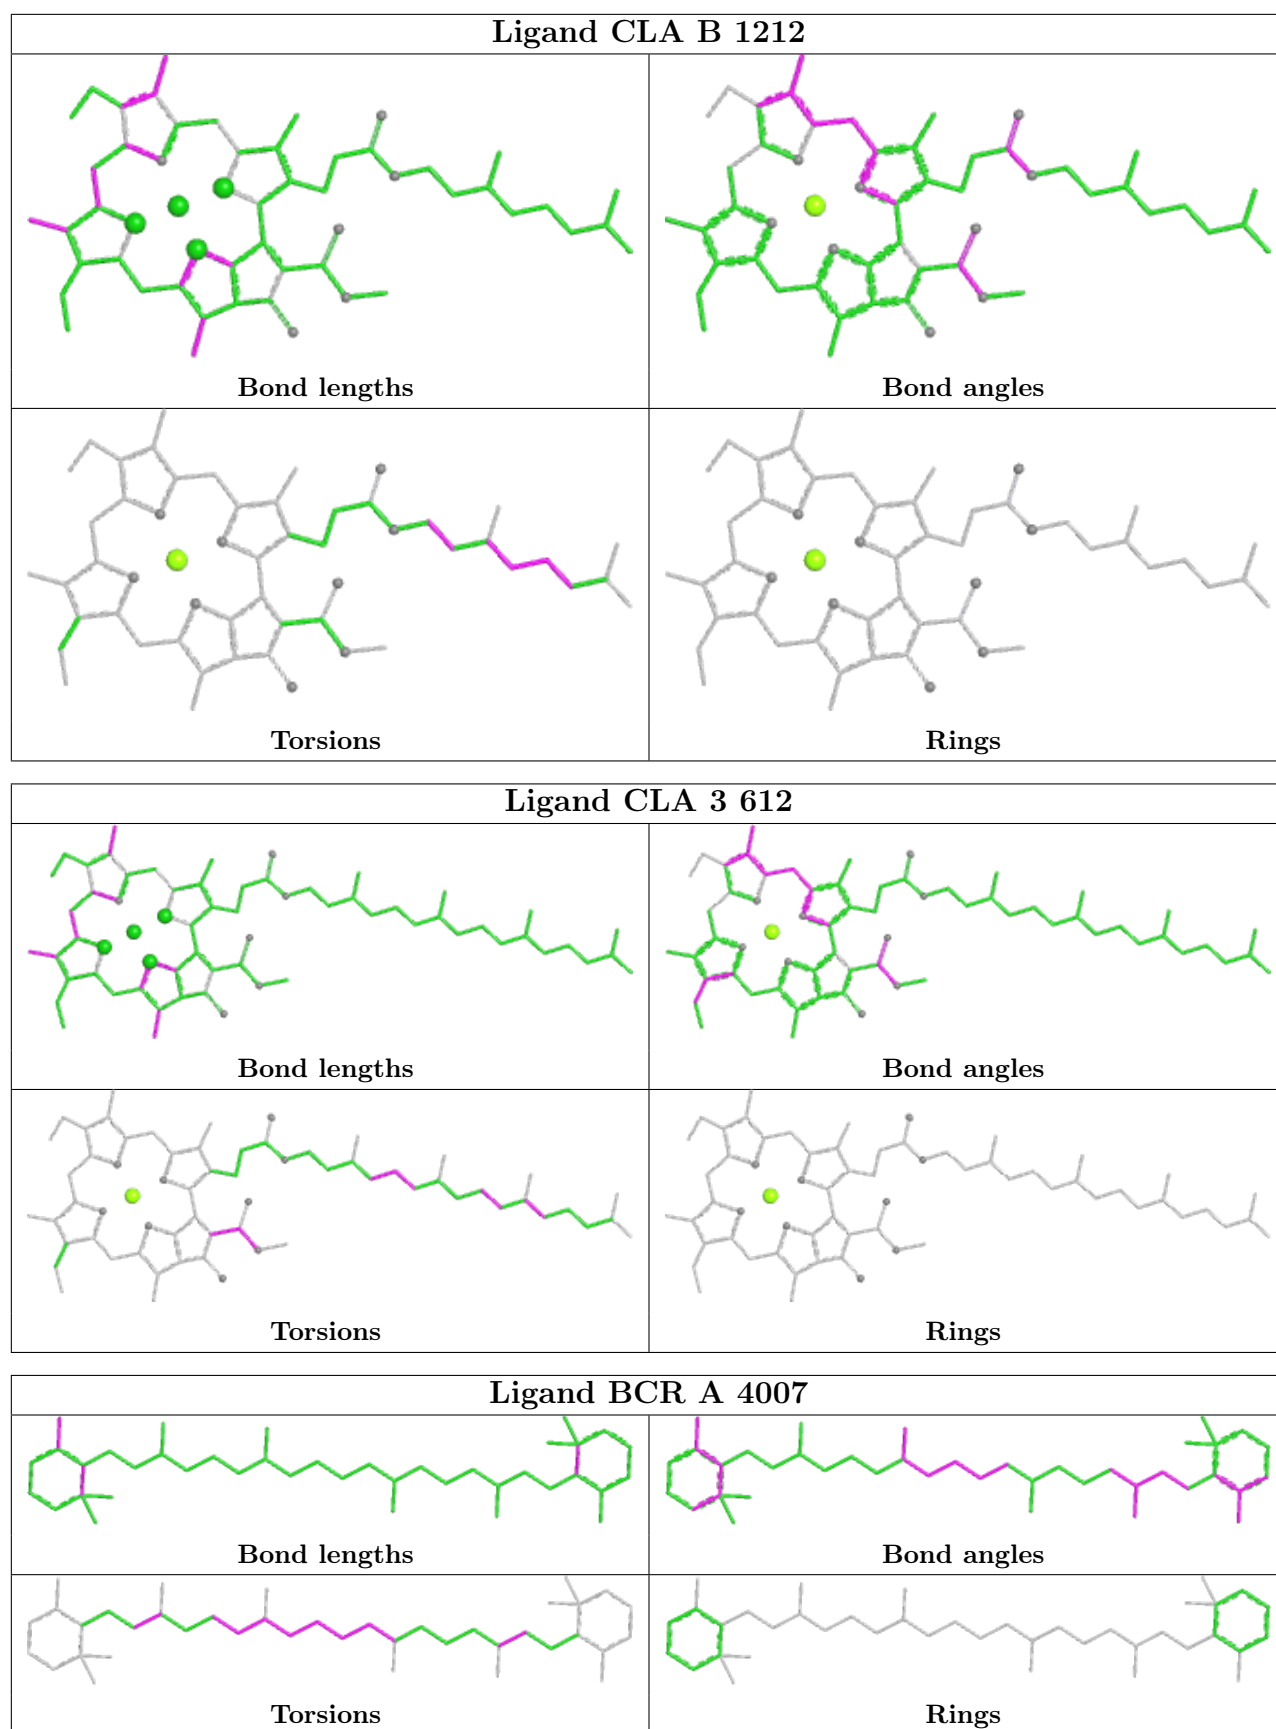 Ligand CLA B 1212
Bond lengths
Bond angles
Torsions
Rings
Ligand CLA 3 612
Bond lengths
Bond angles
Torsions
Rings
Ligand BCR A 4007
Bond lengths
Bond angles
Torsions
Rings